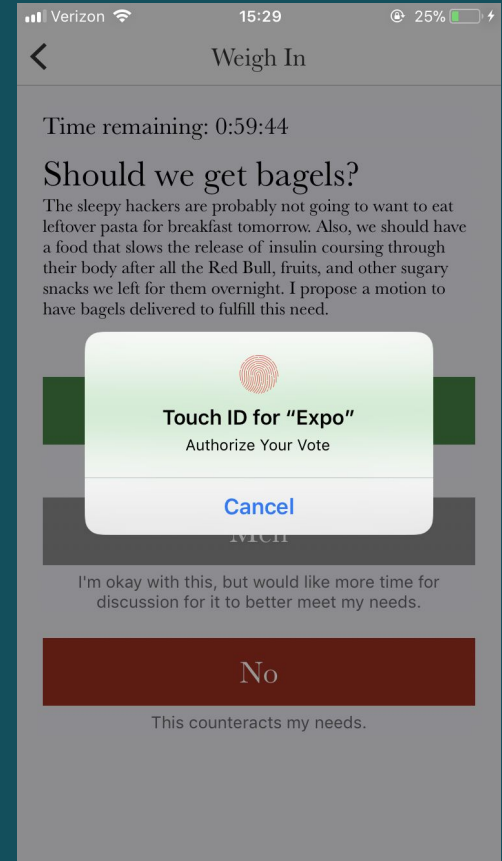 Verizon 15:29 25%
Weigh In
Time remaining: 0:59:44
Should we get bagels?
The sleepy hackers are probably not going to want to eat
leftover pasta for breakfast tomorrow. Also, we should have
a food that slows the release of insulin coursing through
their body after all the Red Bull, fruits, and other sugary
snacks we left for them overnight. I propose a motion to
have bagels delivered to fulfill this need.
Touch ID for “Expo”
Authorize Your Vote
Cancel
Meh
I'm okay with this, but would like more time for
discussion for it to better meet my needs.
No
This counteracts my needs.